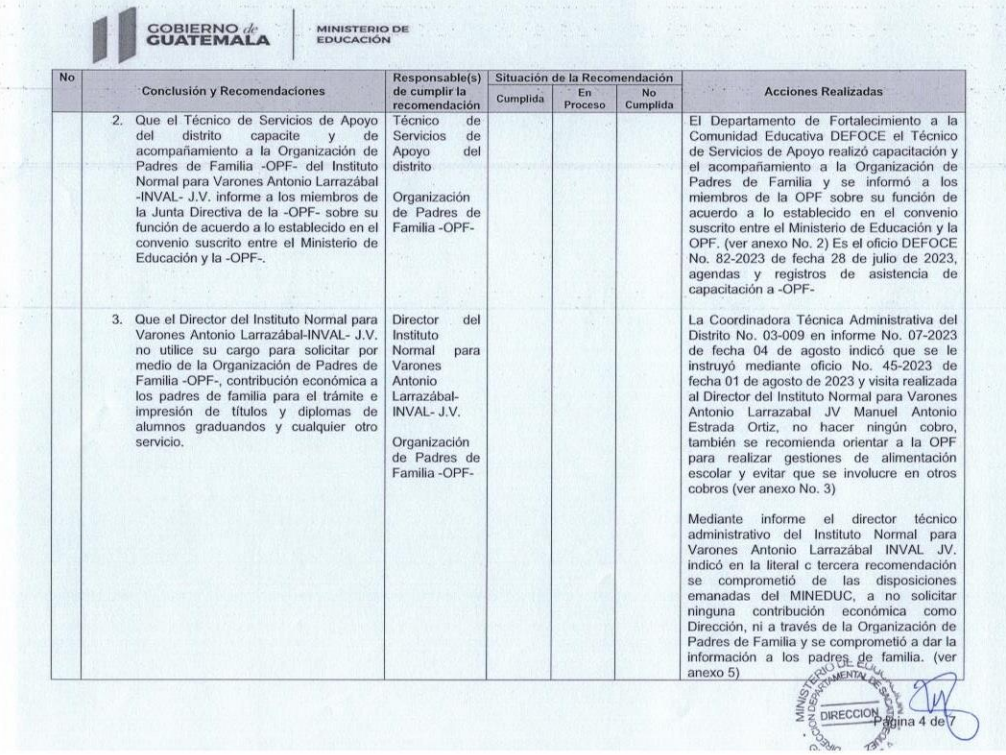 GOBIERNO de
GUATEMALA
MINISTERIO DE
EDUCACIÓN
No
Conclusión y Recomendaciones
Responsable(s)
de cumplir la
recomendación
Situación de la Recomendación
Cumplida
En
Proceso
No
Cumplida
Acciones Realizadas
2. Que el Técnico de Servicios de Apoyo
del distrito capacite y de
acompañamiento a la Organización de
Padres de Familia -OPF- del Instituto
Normal para Varones Antonio Larrazábal
-INVAL- J.V. informe a los miembros de
la Junta Directiva de la -OPF- sobre su
función de acuerdo a lo establecido en el
convenio suscrito entre el Ministerio de
Educación y la -OPF-.
Técnico de
Servicios de
Apoyo del
distrito
Organización
de Padres de
Familia -OPF-
El Departamento de Fortalecimiento a la
Comunidad Educativa DEFOCE el Técnico
de Servicios de Apoyo realizó capacitación y
el acompañamiento a la Organización de
Padres de Familia y se informó a los
miembros de la OPF sobre su función de
acuerdo a lo establecido en el convenio
suscrito entre el Ministerio de Educación y la
OPF. (ver anexo No. 2) Es el oficio DEFOCE
No. 82-2023 de fecha 28 de julio de 2023,
agendas y registros de asistencia de
capacitación a -OPF-
3. Que el Director del Instituto Normal para
Varones Antonio Larrazábal-INVAL- J.V.
no utilice su cargo para solicitar por
medio de la Organización de Padres de
Familia -OPF-, contribución económica a
los padres de familia para el trámite e
impresión de títulos y diplomas de
alumnos graduandos y cualquier otro
servicio.
Director del
Instituto
Normal para
Varones
Antonio
Larrazábal-
INVAL- J.V.
Organización
de Padres de
Familia -OPF-
La Coordinadora Técnica Administrativa del
Distrito No. 03-009 en informe No. 07-2023
de fecha 04 de agosto indicó que se le
instruyó mediante oficio No. 45-2023 de
fecha 01 de agosto de 2023 y visita realizada
al Director del Instituto Normal para Varones
Antonio Larrazabal JV Manuel Antonio
Estrada Ortiz, no hacer ningún cobro,
también se recomienda orientar a la OPF
para realizar gestiones de alimentación
escolar y evitar que se involucre en otros
cobros (ver anexo No. 3)
Mediante informe el director técnico
administrativo del Instituto Normal para
Varones Antonio Larrazábal INVAL JV.
indicó en la literal c tercera recomendación
se comprometió de las disposiciones
emanadas del MINEDUC, a no solicitar
ninguna contribución económica como
Dirección, ni a través de la Organización de
Padres de Familia y se comprometió a dar la
información a los padres de familia. (ver
anexo 5)
MINISTERIO DE
DEPARTAMENTAL DE
DIRECCION
Página 4 de 7